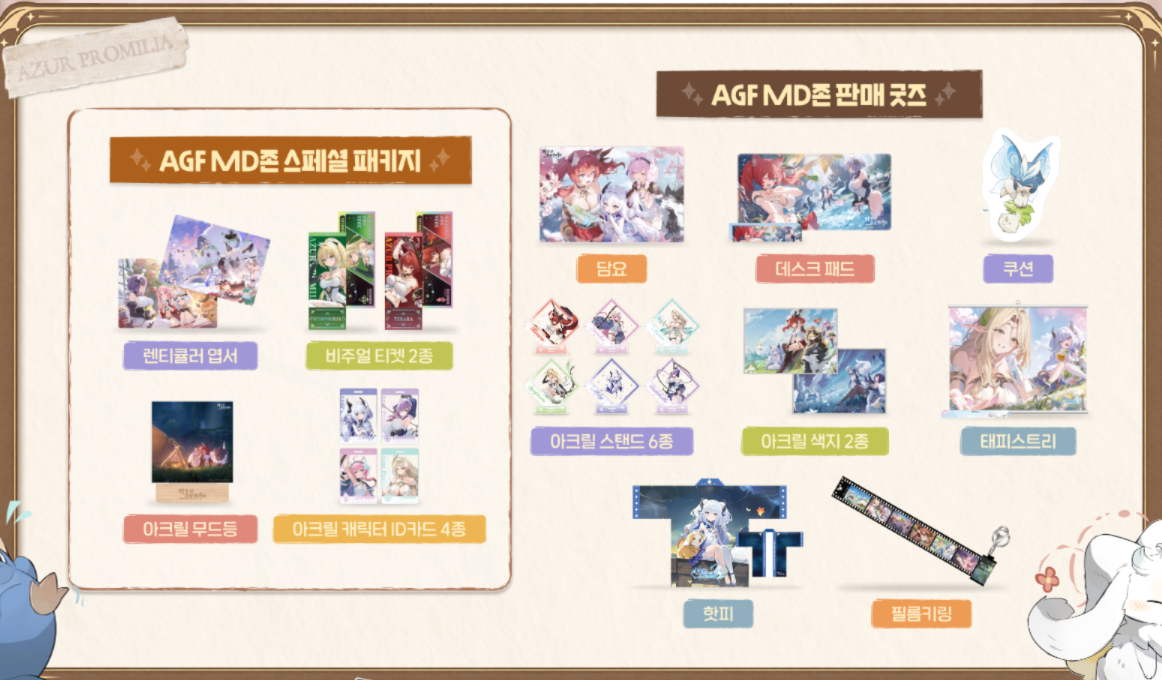 AZUR PROMILIA
AGF MD존 스페셜 패키지
렌티큘러 엽서
비주얼 티켓 2종
아크릴 무드등
아크릴 캐릭터 ID카드 4종
AGF MD존 판매 굿즈
담요
데스크 패드
쿠션
아크릴 스탠드 6종
아크릴 색지 2종
태피스트리
핫피
필름키링